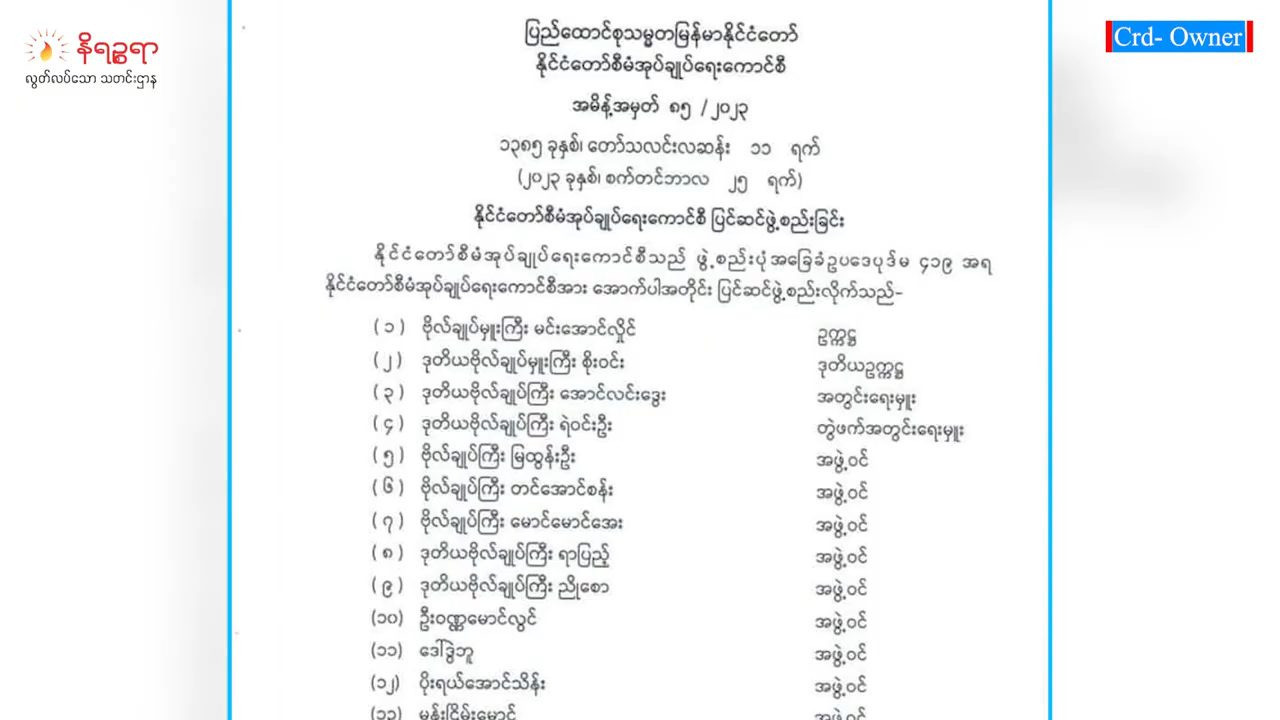 နိရဉ္စရာ
လွတ်လပ်သော သတင်းဌာန
Crd- Owner
ပြည်ထောင်စုသမ္မတမြန်မာနိုင်ငံတော်
နိုင်ငံတော်စီမံအုပ်ချုပ်ရေးကောင်စီ
အမိန့်အမှတ် ၈၅ /၂၀၂၃
၁၃၈၅ ခုနှစ်၊ တော်သလင်းလဆန်း ၁၁ ရက်
(၂၀၂၃ ခုနှစ်၊ စက်တင်ဘာလ ၂၅ ရက်)
နိုင်ငံတော်စီမံအုပ်ချုပ်ရေးကောင်စီ ပြင်ဆင်ဖွဲ့စည်းခြင်း
နိုင်ငံတော်စီမံအုပ်ချုပ်ရေးကောင်စီသည် ဖွဲ့စည်းပုံအခြေခံဥပဒေပုဒ်မ ၄၁၉ အရ
နိုင်ငံတော်စီမံအုပ်ချုပ်ရေးကောင်စီအား အောက်ပါအတိုင်း ပြင်ဆင်ဖွဲ့စည်းလိုက်သည်-
(၁) ဗိုလ်ချုပ်မှူးကြီး မင်းအောင်လှိုင် ဥက္ကဋ္ဌ
(၂) ဒုတိယဗိုလ်ချုပ်မှူးကြီး စိုးဝင်း ဒုတိယဥက္ကဋ္ဌ
(၃) ဒုတိယဗိုလ်ချုပ်ကြီး အောင်လင်းဒွေး အတွင်းရေးမှူး
(၄) ဒုတိယဗိုလ်ချုပ်ကြီး ရဲဝင်းဦး တွဲဖက်အတွင်းရေးမှူး
(၅) ဗိုလ်ချုပ်ကြီး မြထွန်းဦး အဖွဲ့ဝင်
(၆) ဗိုလ်ချုပ်ကြီး တင်အောင်စန်း အဖွဲ့ဝင်
(၇) ဗိုလ်ချုပ်ကြီး မောင်မောင်အေး အဖွဲ့ဝင်
(၈) ဒုတိယဗိုလ်ချုပ်ကြီး ရာပြည့် အဖွဲ့ဝင်
(၉) ဒုတိယဗိုလ်ချုပ်ကြီး ညိုစော အဖွဲ့ဝင်
(၁၀) ဦးဝဏ္ဏမောင်လွင် အဖွဲ့ဝင်
(၁၁) ဒေါ်ဒွဲဘူ အဖွဲ့ဝင်
(၁၂) ပိုးရယ်အောင်သိန်း အဖွဲ့ဝင်
(၁၃) မန်းငြိမ်းမောင် အဖွဲ့ဝင်